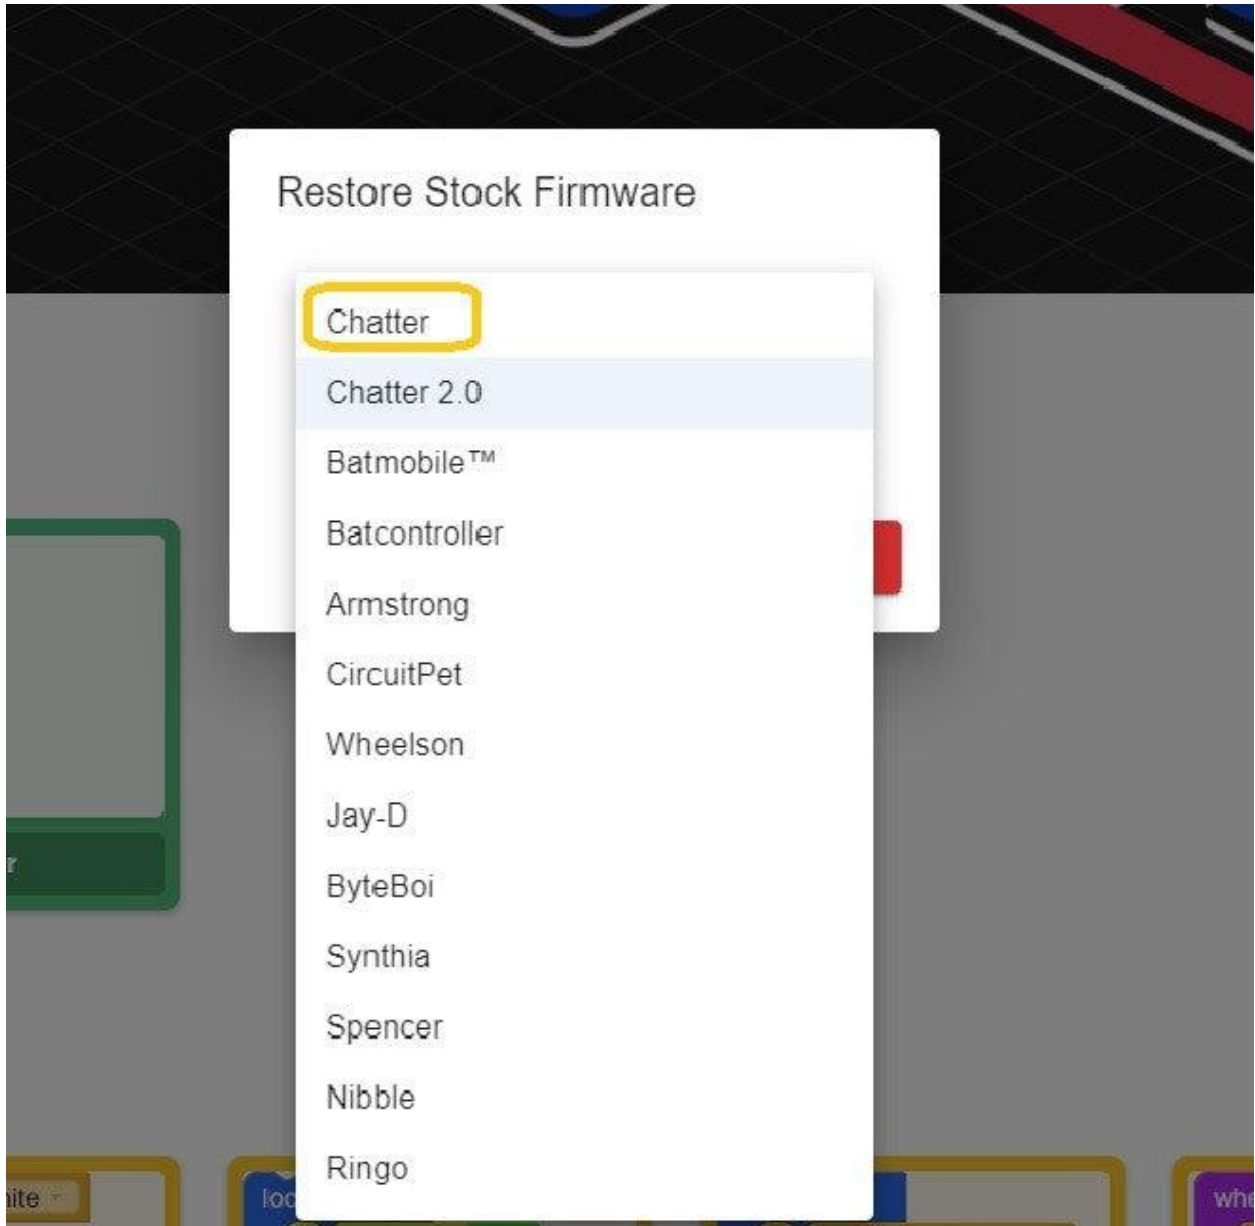 Restore Stock Firmware
Chatter
Chatter 2.0
Batmobile™
Batcontroller
Armstrong
CircuitPet
Wheelson
Jay-D
ByteBoi
Synthia
Spencer
Nibble
Ringo